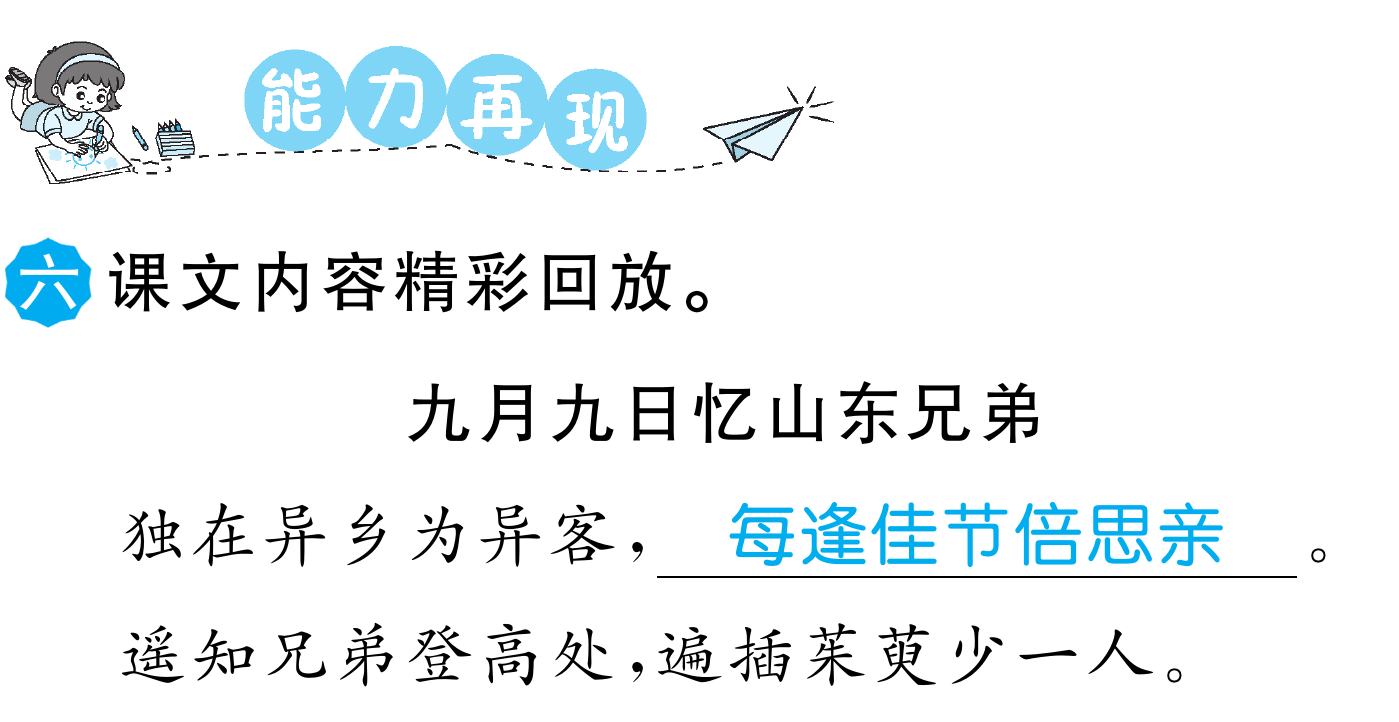 能力再现
六 课文内容精彩回放。
九月九日忆山东兄弟
独在异乡为异客，每逢佳节倍思亲。
遥知兄弟登高处，遍插茱萸少一人。